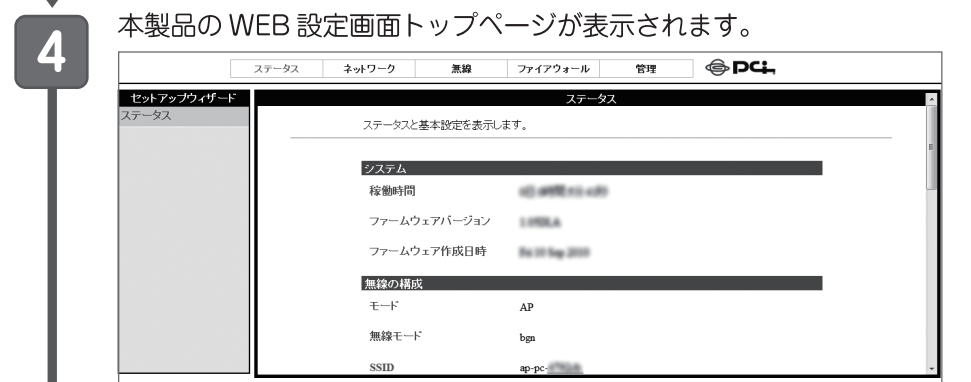 4
本製品の WEB 設定画面トップページが表示されます。
ステータス ネットワーク 無線 ファイアウォール 管理 PCi
セットアップウィザード
ステータス
ステータス
ステータスと基本設定を表示します。
システム
稼働時間
ファームウェアバージョン
ファームウェア作成日時
無線の構成
モード AP
無線モード bgn
SSID ap-pc-